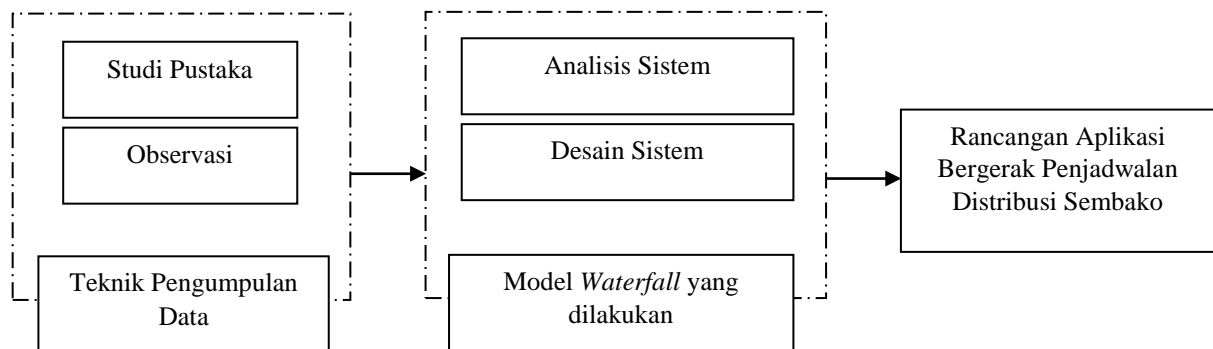 Studi Pustaka
Observasi
Teknik Pengumpulan
Data
Analisis Sistem
Desain Sistem
Model Waterfall yang
dilakukan
Rancangan Aplikasi
Bergerak Penjadwalan
Distribusi Sembako